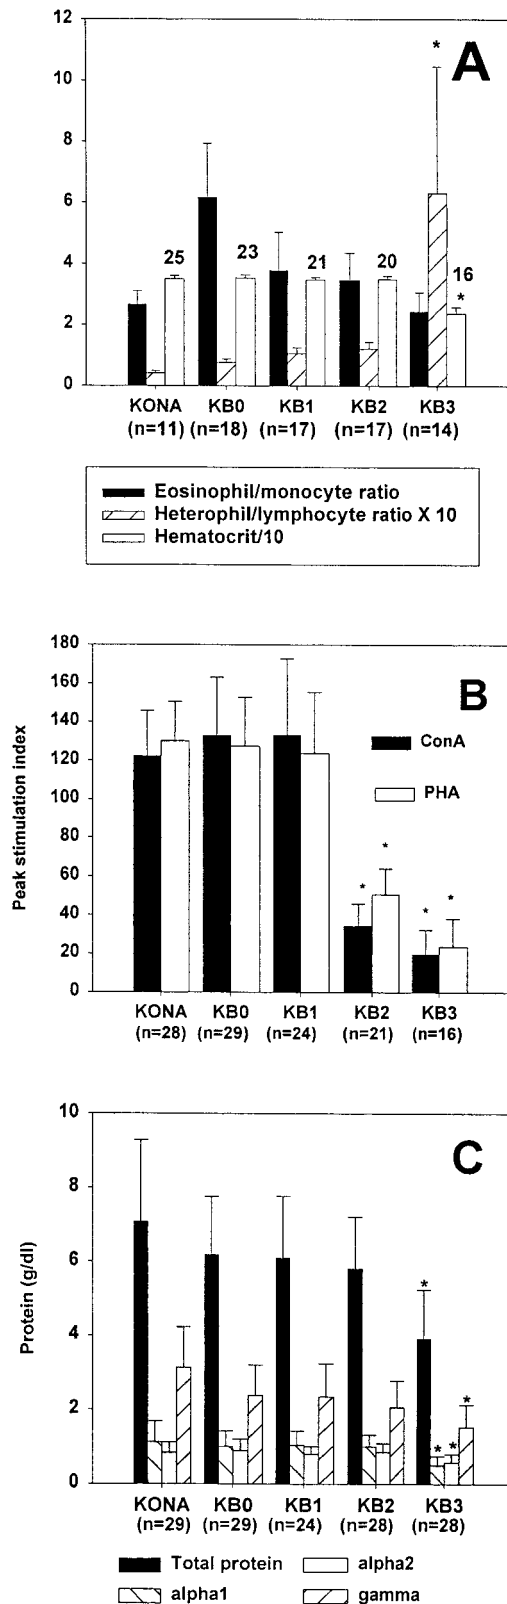 12
10
8
6
4
2
0
A
*
25
23
21
20
16
*
KONA KB0 KB1 KB2 KB3
(n=11) (n=18) (n=17) (n=17) (n=14)
Eosinophil/monocyte ratio
Heterophil/lymphocyte ratio X 10
Hematocrit/10
Peak stimulation index
180
160
140
120
100
80
60
40
20
0
B
ConA
PHA
* * * *
KONA KB0 KB1 KB2 KB3
(n=28) (n=29) (n=24) (n=21) (n=16)
Protein (g/dl)
10
8
6
4
2
0
C
* * * *
KONA KB0 KB1 KB2 KB3
(n=29) (n=29) (n=24) (n=28) (n=28)
Total protein alpha2
alpha1 gamma